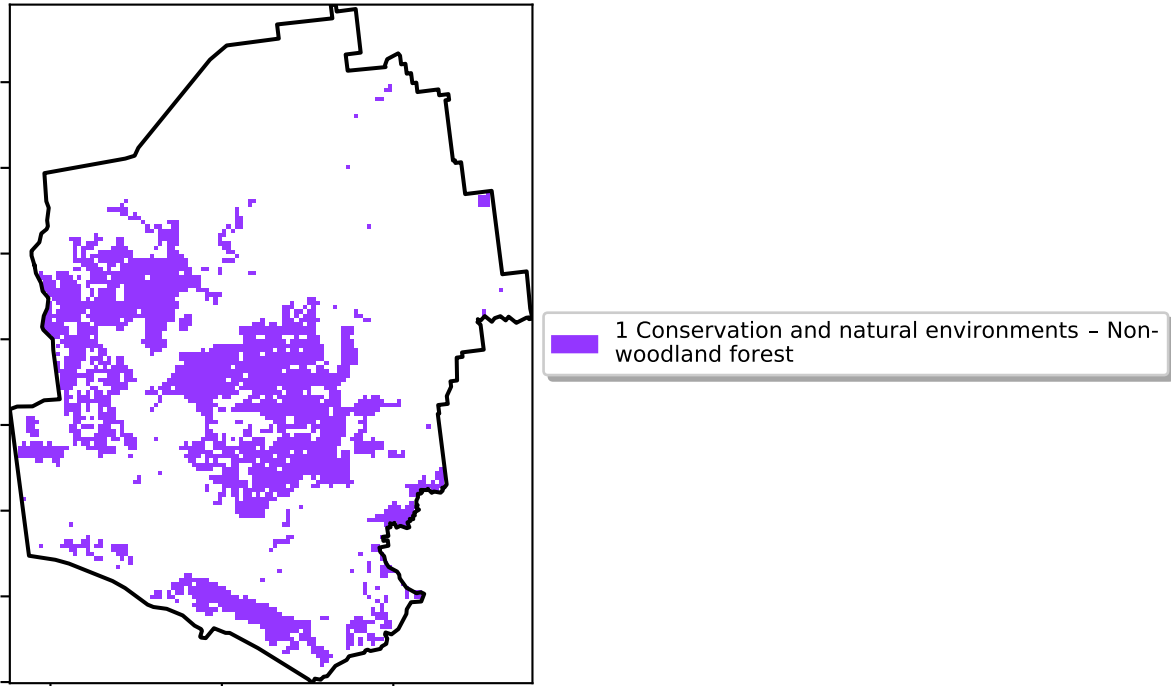 1 Conservation and natural environments – Non-
woodland forest